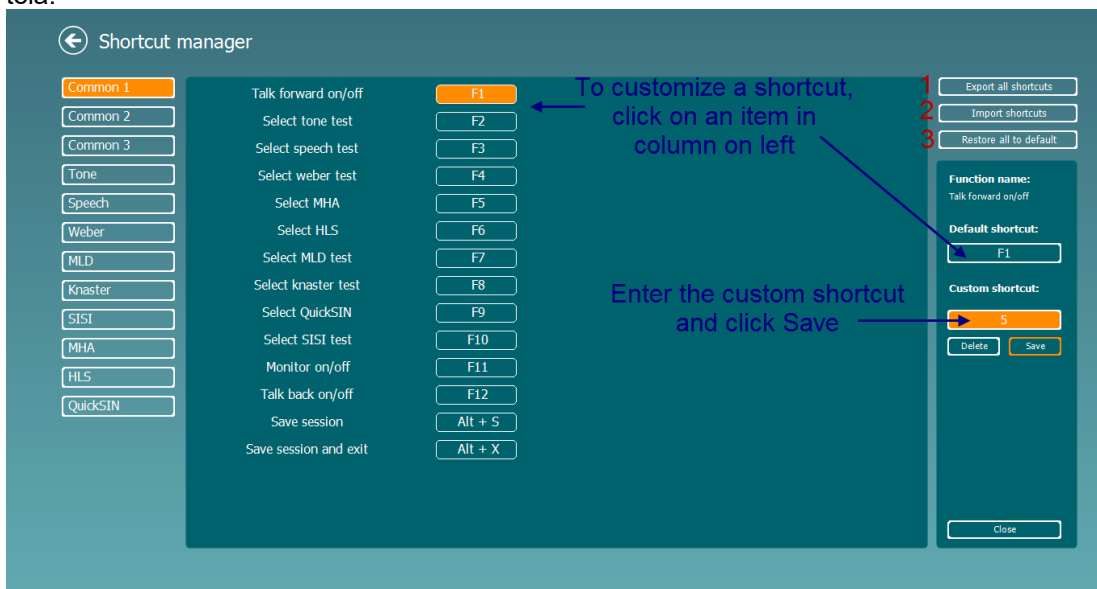 Shortcut manager
Common 1
Common 2
Common 3
Tone
Speech
Weber
MLD
Knaster
SISI
MHA
HLS
QuickSIN
Talk forward on/off F1
Select tone test F2
Select speech test F3
Select weber test F4
Select MHA F5
Select HLS F6
Select MLD test F7
Select knaster test F8
Select QuickSIN F9
Select SISI test F10
Monitor on/off F11
Talk back on/off F12
Save session Alt + S
Save session and exit Alt + X
To customize a shortcut,
click on an item in
column on left
Enter the custom shortcut
and click Save
1 Export all shortcuts
2 Import shortcuts
3 Restore all to default
Function name:
Talk forward on/off
Default shortcut:
F1
Custom shortcut:
S
Delete Save
Close